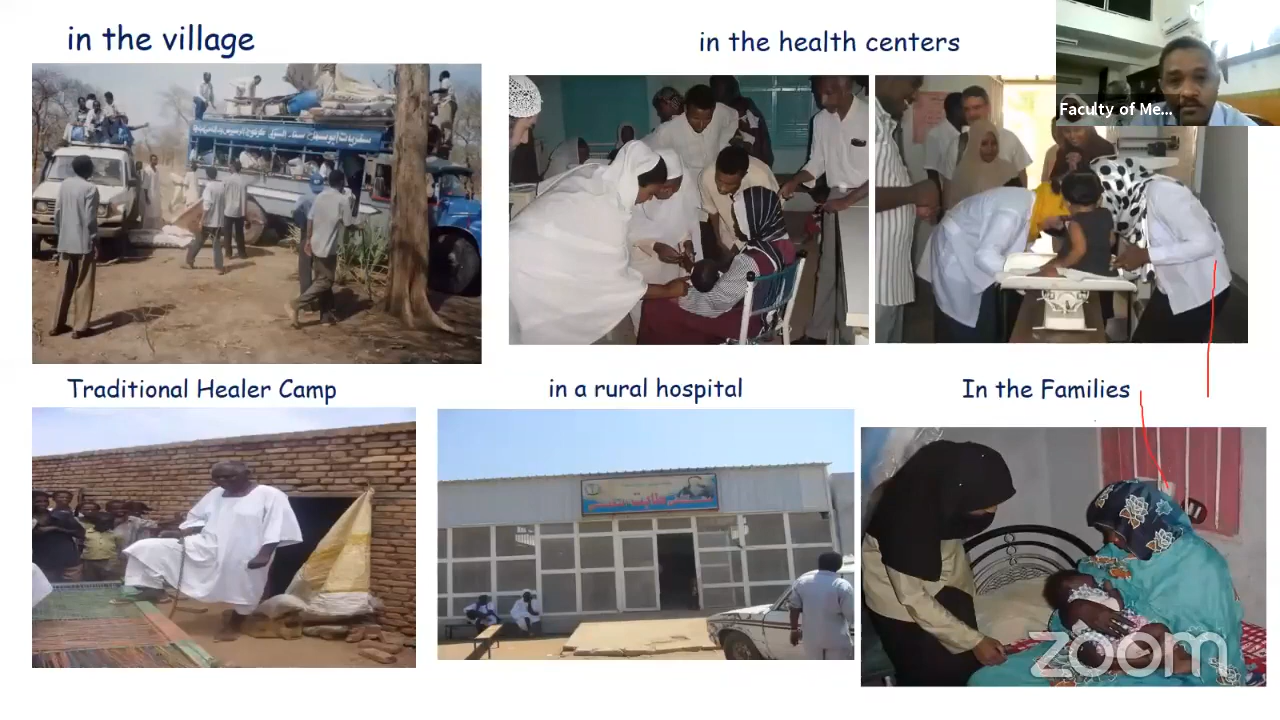 in the village
in the health centers
Faculty of Me...
Traditional Healer Camp
in a rural hospital
In the Families
zoom